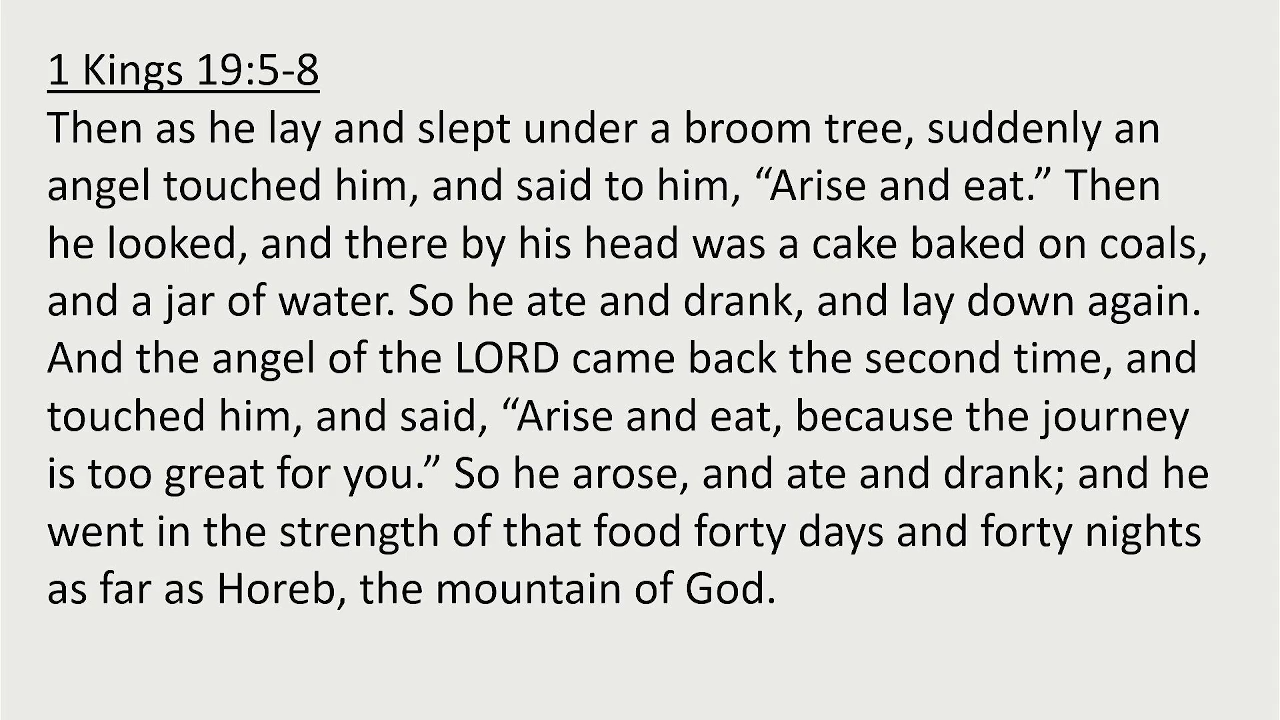 1 Kings 19:5-8
Then as he lay and slept under a broom tree, suddenly an
angel touched him, and said to him, “Arise and eat.” Then
he looked, and there by his head was a cake baked on coals,
and a jar of water. So he ate and drank, and lay down again.
And the angel of the LORD came back the second time, and
touched him, and said, “Arise and eat, because the journey
is too great for you.” So he arose, and ate and drank; and he
went in the strength of that food forty days and forty nights
as far as Horeb, the mountain of God.